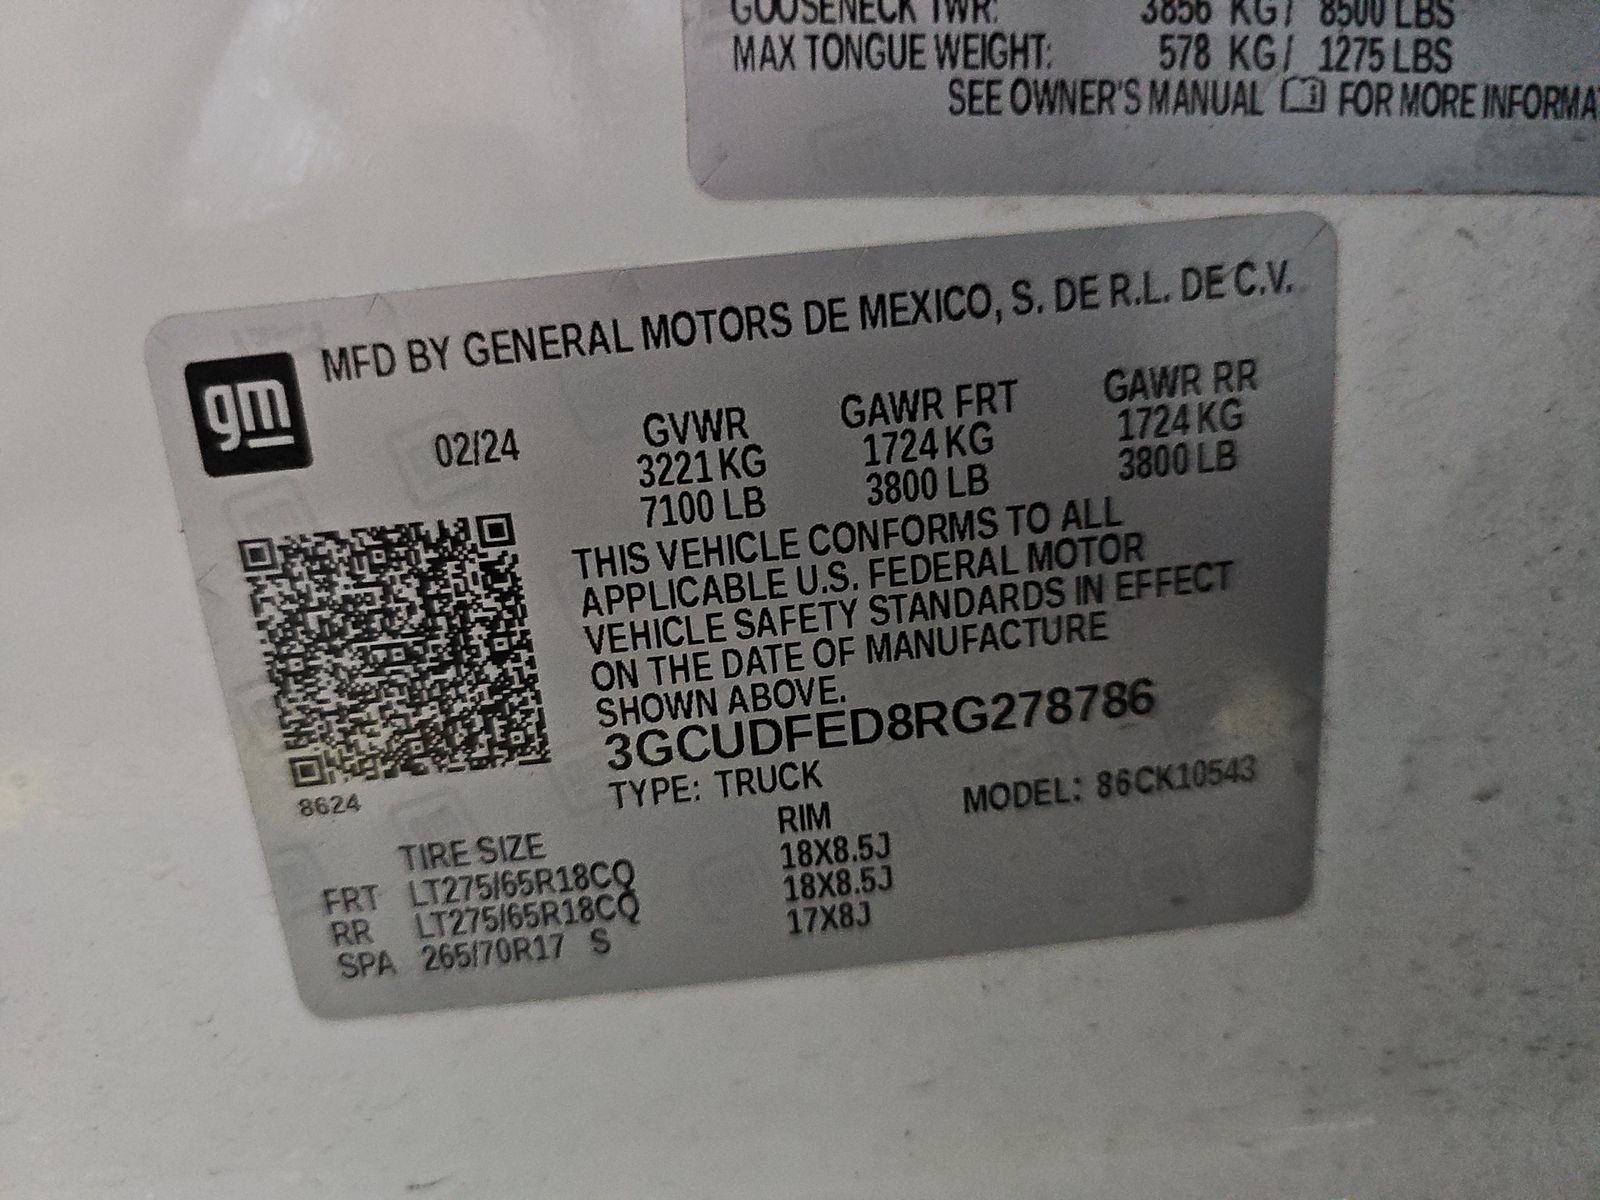 GOOSENECK TWR: 3856 KG / 8500 LBS
MAX TONGUE WEIGHT: 578 KG / 1275 LBS
SEE OWNER'S MANUAL FOR MORE INFORMA
gm
MFD BY GENERAL MOTORS DE MEXICO, S. DE R.L. DE C.V.
02/24 GVWR GAWR FRT GAWR RR
3221 KG 1724 KG 1724 KG
7100 LB 3800 LB 3800 LB
THIS VEHICLE CONFORMS TO ALL
APPLICABLE U.S. FEDERAL MOTOR
VEHICLE SAFETY STANDARDS IN EFFECT
ON THE DATE OF MANUFACTURE
SHOWN ABOVE.
3GCUDFED8RG278786
TYPE: TRUCK MODEL: 86CK10543
8624
TIRE SIZE RIM
FRT LT275/65R18CQ 18X8.5J
RR LT275/65R18CQ 18X8.5J
SPA 265/70R17 S 17X8J